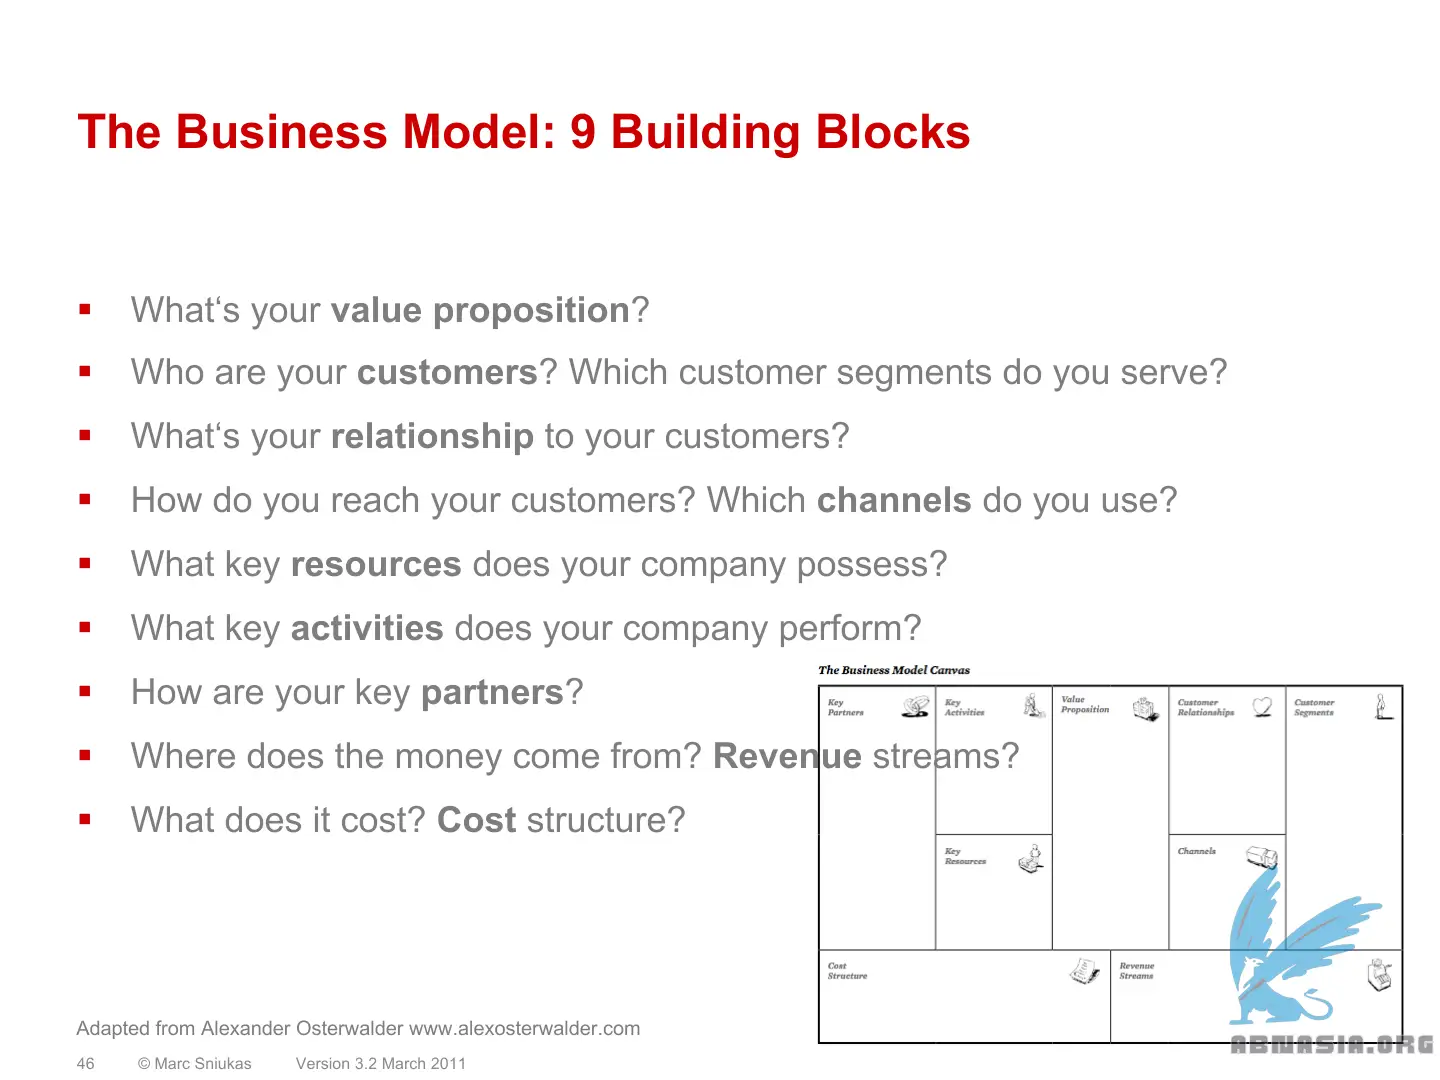 The Business Model: 9 Building Blocks
▪ What‘s your value proposition?
▪ Who are your customers? Which customer segments do you serve?
▪ What‘s your relationship to your customers?
▪ How do you reach your customers? Which channels do you use?
▪ What key resources does your company possess?
▪ What key activities does your company perform?
▪ How are your key partners?
▪ Where does the money come from? Revenue streams?
▪ What does it cost? Cost structure?
The Business Model Canvas
Key
Partners
Key
Activities
Value
Proposition
Customer
Relationships
Customer
Segments
Key
Resources
Channels
Cost
Structure
Revenue
Streams
Adapted from Alexander Osterwalder www.alexosterwalder.com
46 © Marc Sniukas Version 3.2 March 2011
ABNASIA.ORG